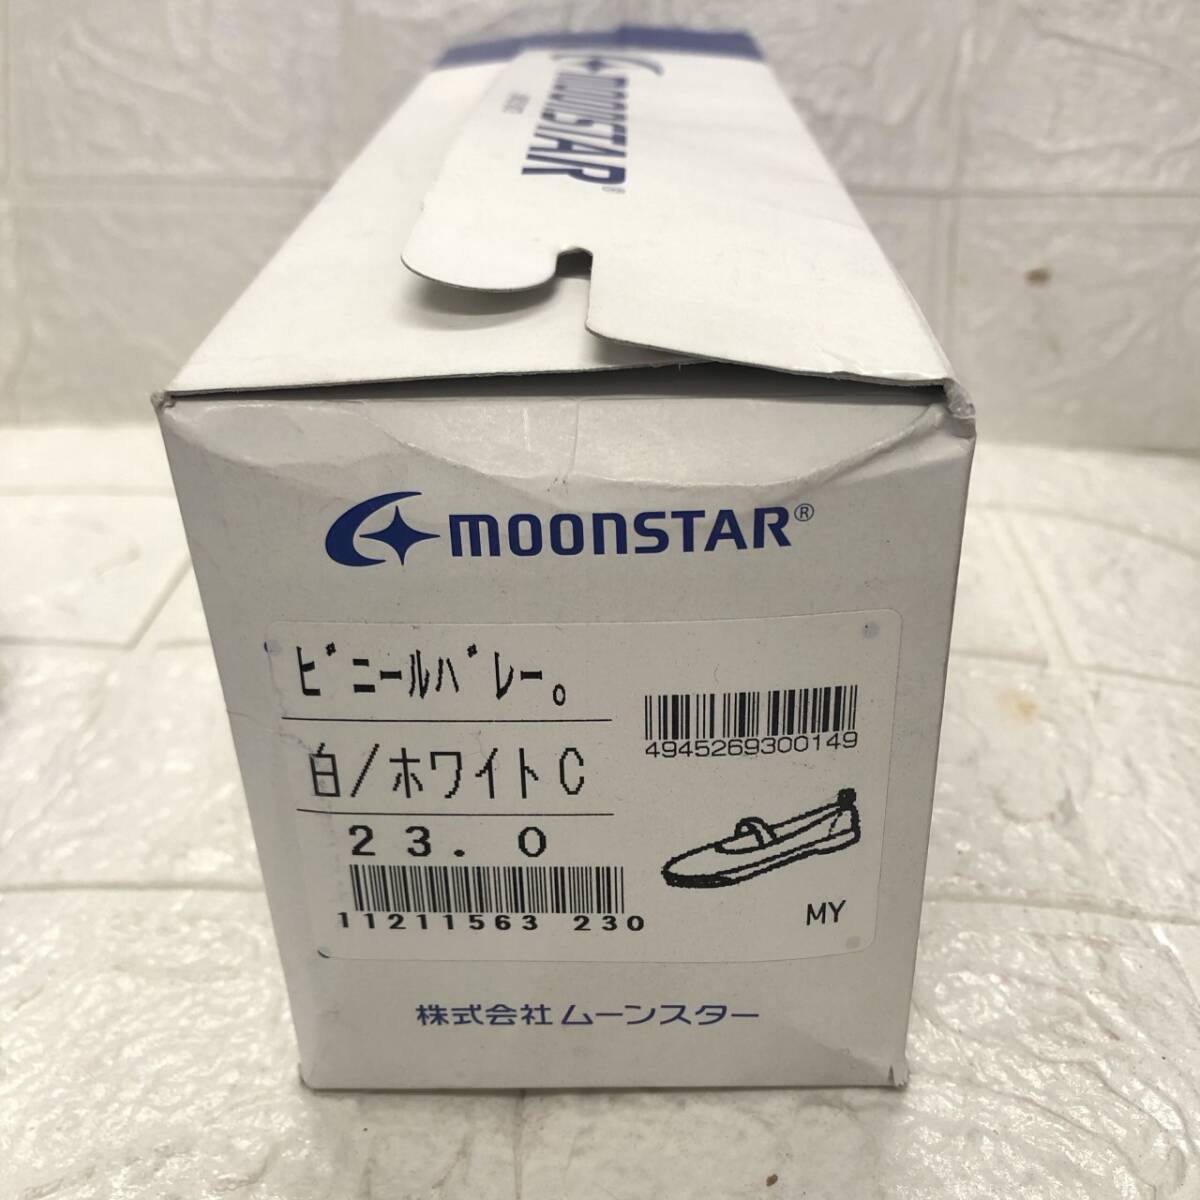 MOONSTAR®
MOONSTAR®
ビニールバレー。
白/ホワイトC
23.0
11211563 230
4945269300149
MY
株式会社ムーンスター